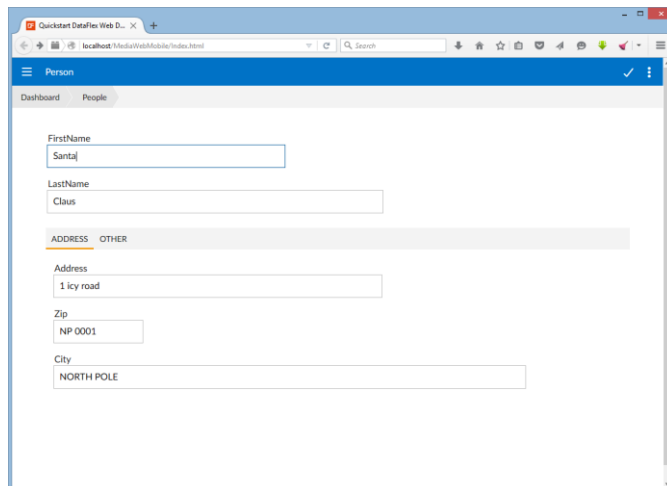 Quickstart DataFlex Web D...
localhost/MediaWebMobile/Index.html
Search
Person
Dashboard
People
FirstName
Santa
LastName
Claus
ADDRESS OTHER
Address
1 icy road
Zip
NP 0001
City
NORTH POLE